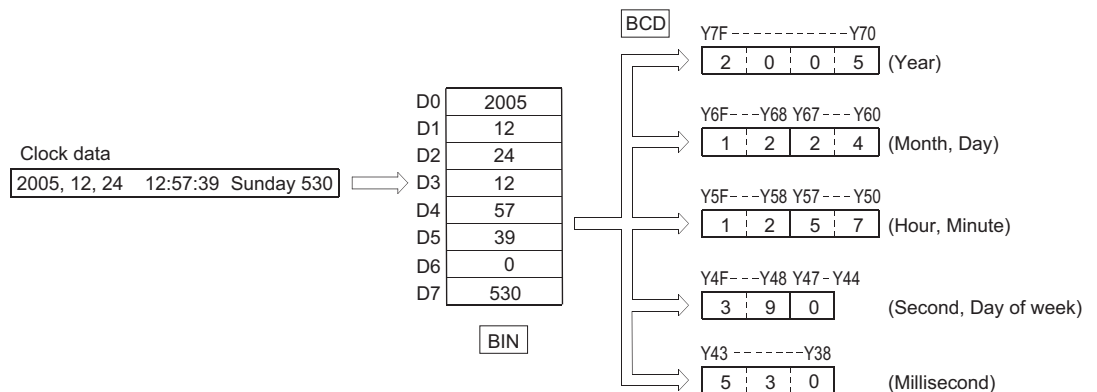 BCD
Y7F - - - - - - - - - - - Y70
2 0 0 5 (Year)
Y6F - - - Y68 Y67 - - - Y60
1 2 2 4 (Month, Day)
Y5F - - - Y58 Y57 - - - Y50
1 2 5 7 (Hour, Minute)
Y4F - - - Y48 Y47 - Y44
3 9 0 (Second, Day of week)
Y43 - - - - - - - Y38
5 3 0 (Millisecond)
D0 2005
D1 12
D2 24
D3 12
D4 57
D5 39
D6 0
D7 530
BIN
Clock data
2005, 12, 24 12:57:39 Sunday 530